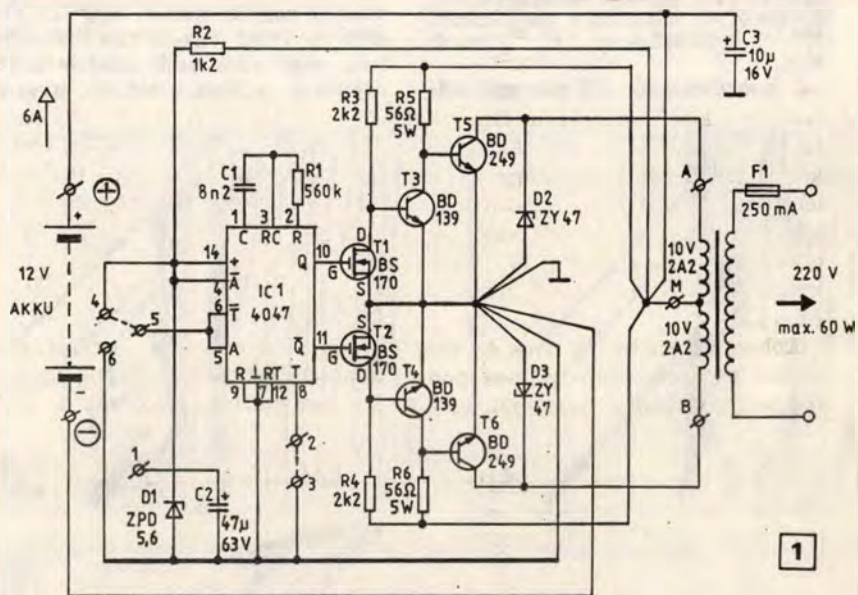 R2
1k2
C3
10µ
16V
6A
R3
2k2
R5
56Ω
5W
T5
BD
249
C1
8n2
R1
560k
T3
BD
139
D2
ZY47
A
F1
250 mA
1 3 2
C RC R
14
+
4
A̅
6
T̅
5
A
IC 1
4047
Q
10
G
D
T1
BS
170
S
Q̅
11
G
S
T2
BS
170
D
R ⊥ RT
9 7 12 8
+
12 V
AKKU
-
4
5
6
10V
2A2
M
10V
2A2
220 V
max. 60 W
T4
BD
139
D3
ZY
47
T6
BD
249
B
2
3
1
D1
ZPD
5,6
C2
47µ
63V
R4
2k2
R6
56Ω
5W
1